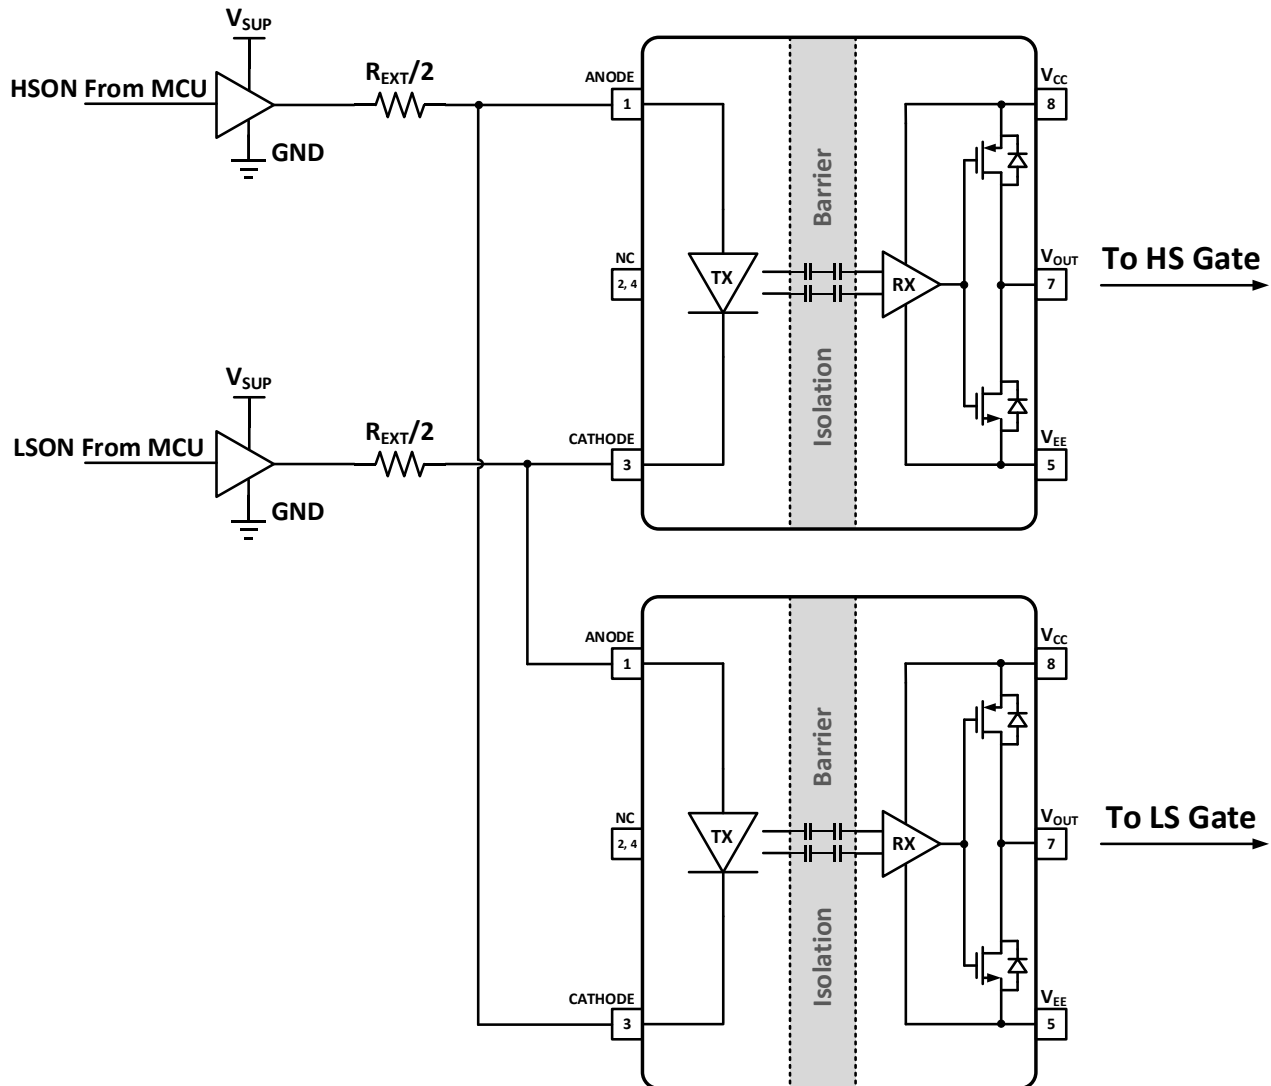 V_SUP
HSON From MCU
R_EXT/2
GND
V_SUP
LSON From MCU
R_EXT/2
GND
ANODE
1
NC
2, 4
CATHODE
3
TX
Barrier
Isolation
RX
V_CC
8
V_OUT
7
V_EE
5
To HS Gate
ANODE
1
NC
2, 4
CATHODE
3
TX
Barrier
Isolation
RX
V_CC
8
V_OUT
7
V_EE
5
To LS Gate